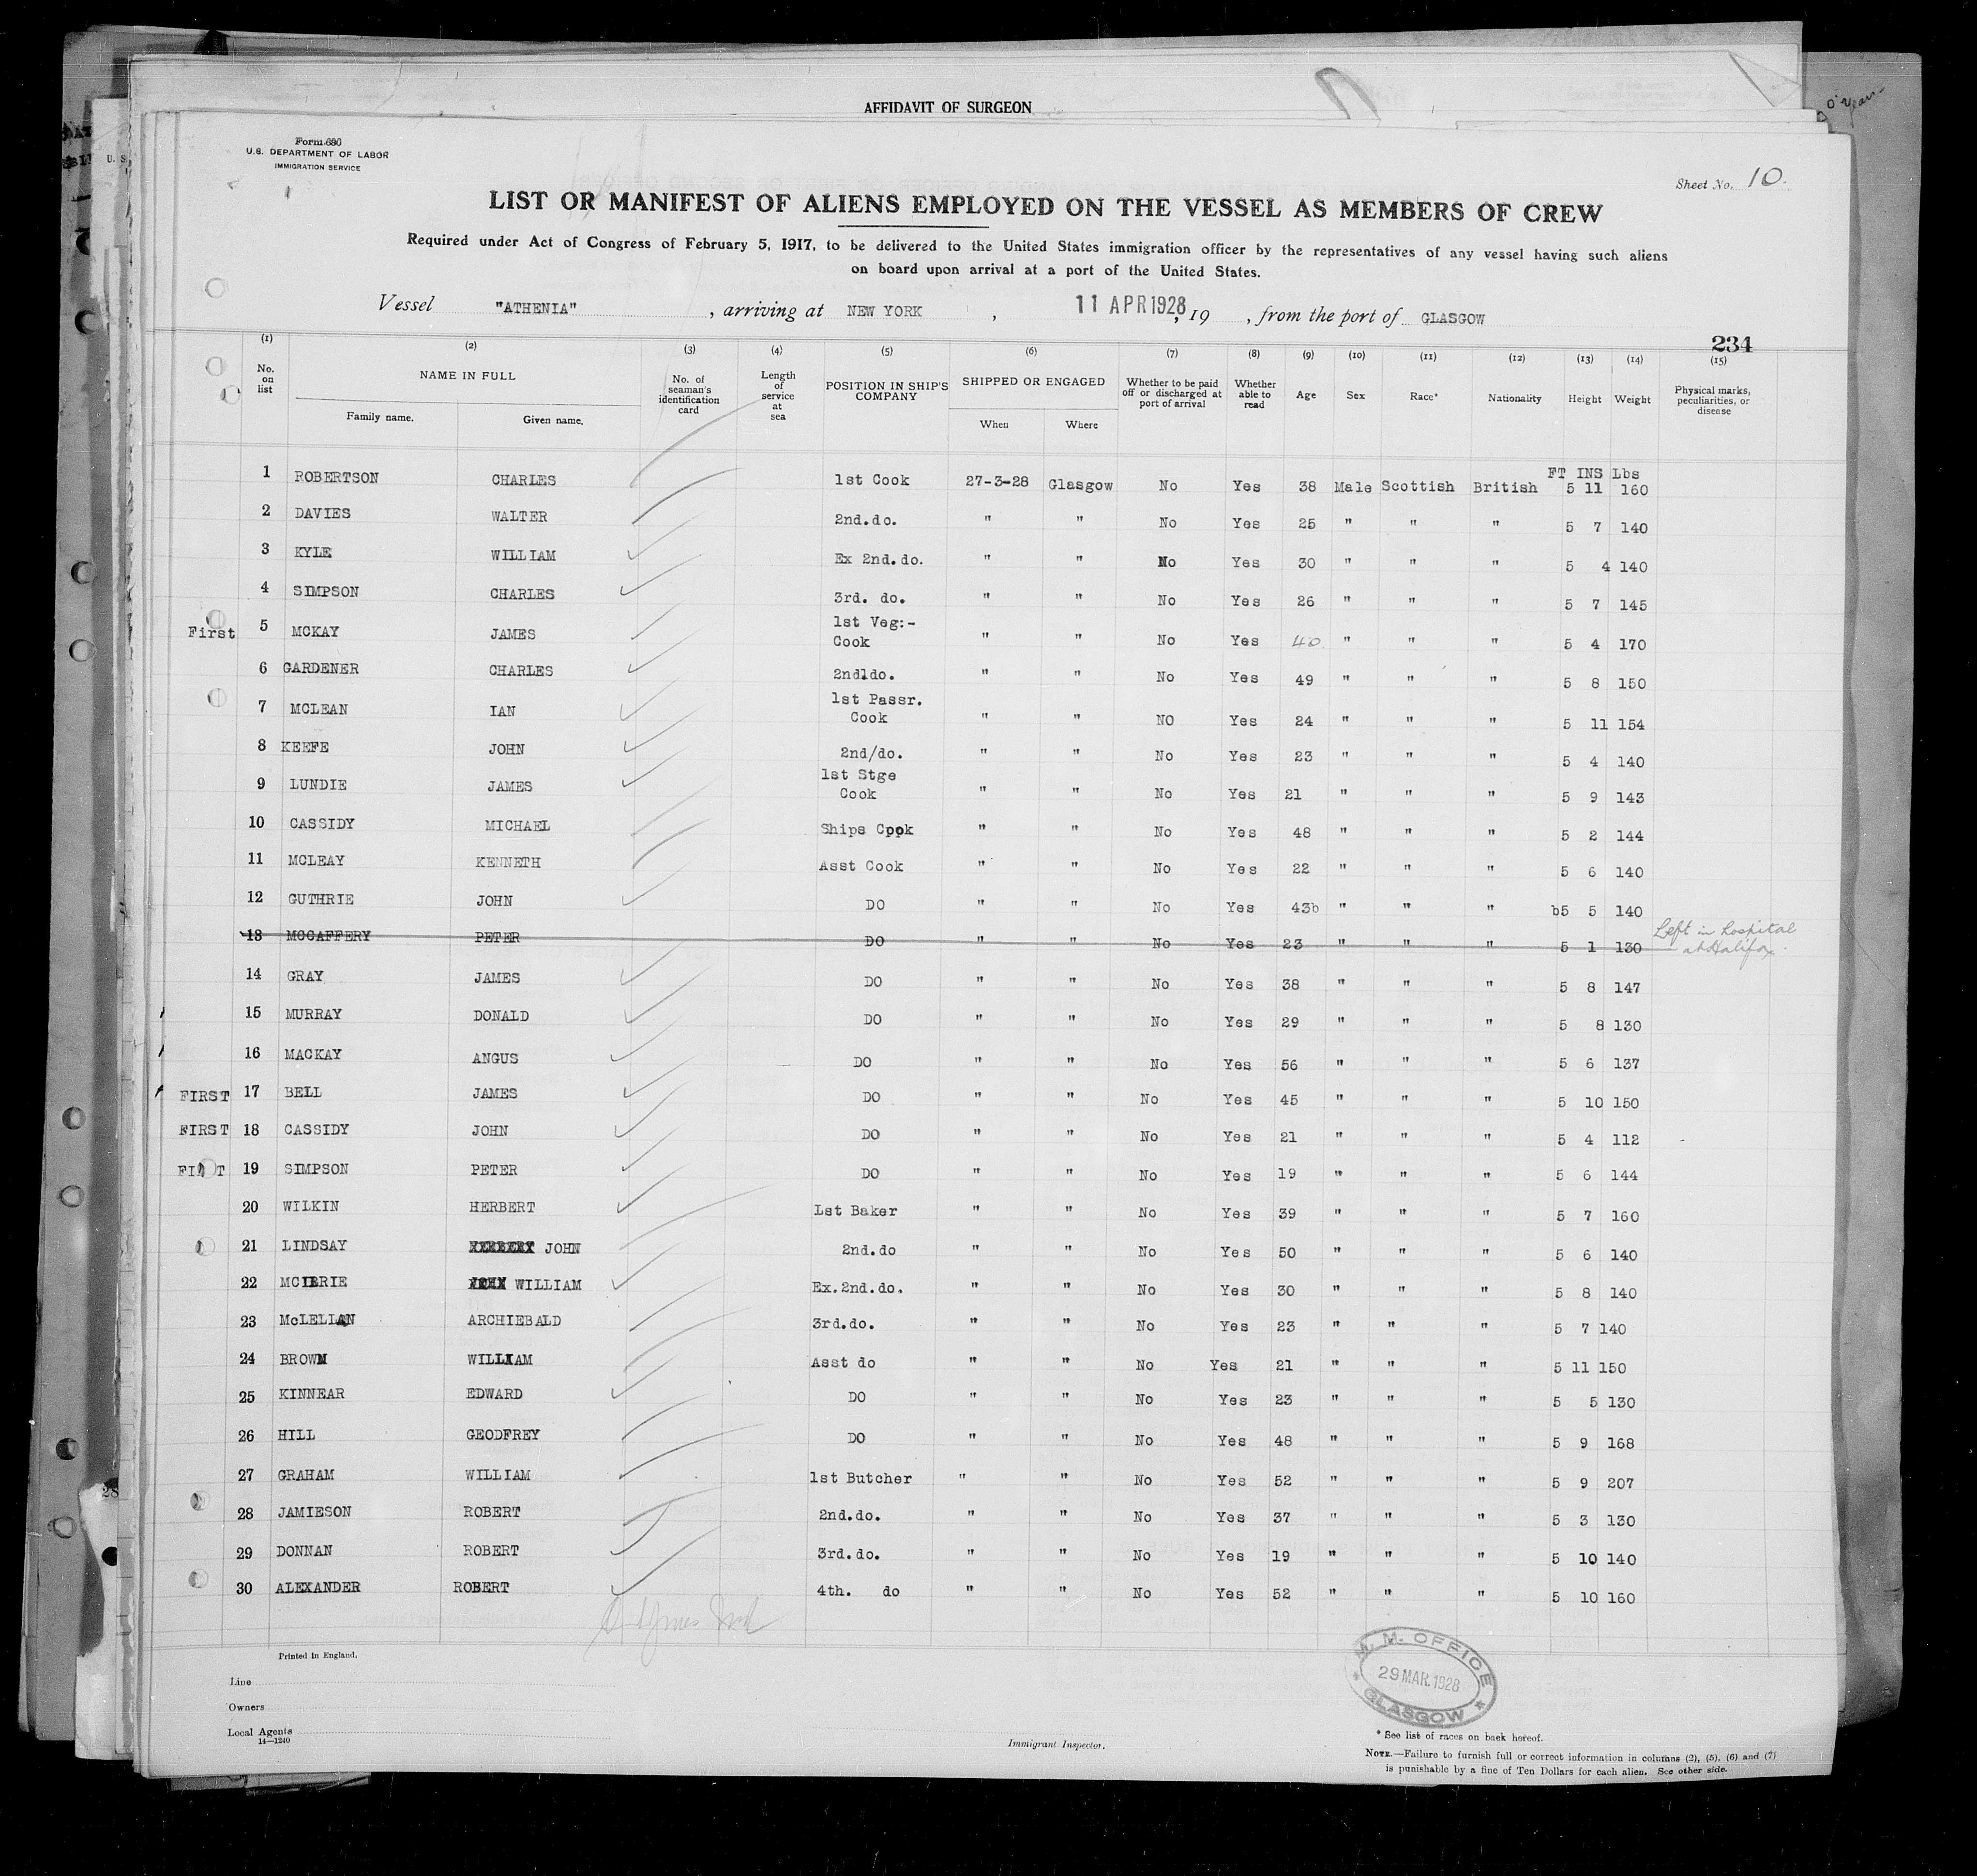 AFFIDAVIT OF SURGEON
Form 680
U.S. DEPARTMENT OF LABOR
IMMIGRATION SERVICE
Sheet No. 10.
LIST OR MANIFEST OF ALIENS EMPLOYED ON THE VESSEL AS MEMBERS OF CREW
Required under Act of Congress of February 5, 1917, to be delivered to the United States immigration officer by the representatives of any vessel having such aliens
on board upon arrival at a port of the United States.
Vessel "ATHENIA" , arriving at NEW YORK , 11 APR 1928, 19 , from the port of GLASGOW
234
(1) (2) (3) (4) (5) (6) (7) (8) (9) (10) (11) (12) (13) (14) (15)
No. on list NAME IN FULL Family name. Given name. No. of seaman's identification card Length of service at sea POSITION IN SHIP'S COMPANY SHIPPED OR ENGAGED When Where Whether to be paid off or discharged at port of arrival Whether able to read Age Sex Race* Nationality Height Weight Physical marks, peculiarities, or disease
FT INS Lbs
1 ROBERTSON CHARLES 1st Cook 27-3-28 Glasgow No Yes 38 Male Scottish British 5 11 160
2 DAVIES WALTER 2nd.do. " " No Yes 25 " " " 5 7 140
3 KYLE WILLIAM Ex 2nd.do. " " No Yes 30 " " " 5 4 140
4 SIMPSON CHARLES 3rd. do. " " No Yes 26 " " " 5 7 145
First 5 MCKAY JAMES 1st Veg:- Cook " " No Yes 40 " " " 5 4 170
6 GARDENER CHARLES 2nd1do. " " No Yes 49 " " " 5 8 150
7 MCLEAN IAN 1st Passr. Cook " " NO Yes 24 " " " 5 11 154
8 KEEFE JOHN 2nd/do. " " No Yes 23 " " " 5 4 140
9 LUNDIE JAMES 1st Stge Cook " " No Yes 21 " " " 5 9 143
10 CASSIDY MICHAEL Ships Cook " " No Yes 48 " " " 5 2 144
11 MCLEAY KENNETH Asst Cook " " No Yes 22 " " " 5 6 140
12 GUTHRIE JOHN DO " " No Yes 43b " " " b5 5 140
13 MCCAFFERY PETER DO " " No Yes 23 " " " 5 1 130 Left in hospital at Halifax.
14 GRAY JAMES DO " " No Yes 38 " " " 5 8 147
15 MURRAY DONALD DO " " No Yes 29 " " " 5 8 130
16 MACKAY ANGUS DO " " No Yes 56 " " " 5 6 137
FIRST 17 BELL JAMES DO " " No Yes 45 " " " 5 10 150
FIRST 18 CASSIDY JOHN DO " " No Yes 21 " " " 5 4 112
19 SIMPSON PETER DO " " No Yes 19 " " " 5 6 144
20 WILKIN HERBERT Lst Baker " " No Yes 39 " " " 5 7 160
21 LINDSAY JOHN 2nd.do " " No Yes 50 " " " 5 6 140
22 WILLIAM Ex.2nd.do. " " No Yes 30 " " " 5 8 140
23 McLELLAN ARCHIEBALD 3rd.do. " " No Yes 23 " " " 5 7 140
24 BROWN WILLIAM Asst do " " No Yes 21 " " " 5 11 150
25 KINNEAR EDWARD DO " " No Yes 23 " " " 5 5 130
26 HILL GEODFREY DO " " No Yes 48 " " " 5 9 168
27 GRAHAM WILLIAM 1st Butcher " " No Yes 52 " " " 5 9 207
28 JAMIESON ROBERT 2nd.do. " " No Yes 37 " " " 5 3 130
29 DONNAN ROBERT 3rd.do. " " No Yes 19 " " " 5 10 140
30 ALEXANDER ROBERT 4th. do " " No Yes 52 " " " 5 10 160
Printed in England.
Line
Owners
Local Agents
14—1240
Immigrant Inspector.
M. M. OFFICE
29 MAR. 1928
GLASGOW
* See list of races on back hereof.
NOTE.—Failure to furnish full or correct information in columns (2), (5), (6) and (7)
is punishable by a fine of Ten Dollars for each alien. See other side.